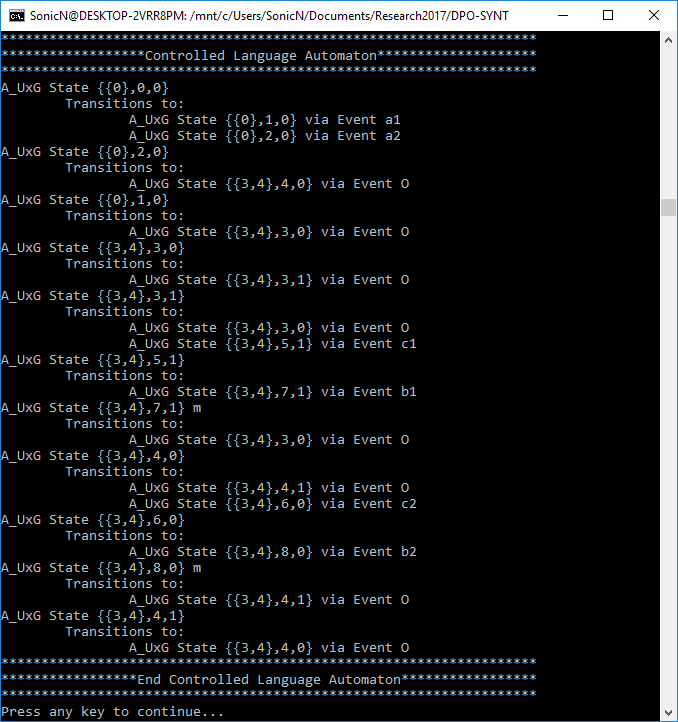 SonicN@DESKTOP-2VRR8PM: /mnt/c/Users/SonicN/Documents/Research2017/DPO-SYNT
*******************************************************************
******************Controlled Language Automaton********************
*******************************************************************
A_UxG State {{0},0,0}
        Transitions to:
                A_UxG State {{0},1,0} via Event a1
                A_UxG State {{0},2,0} via Event a2
A_UxG State {{0},2,0}
        Transitions to:
                A_UxG State {{3,4},4,0} via Event O
A_UxG State {{0},1,0}
        Transitions to:
                A_UxG State {{3,4},3,0} via Event O
A_UxG State {{3,4},3,0}
        Transitions to:
                A_UxG State {{3,4},3,1} via Event O
A_UxG State {{3,4},3,1}
        Transitions to:
                A_UxG State {{3,4},3,0} via Event O
                A_UxG State {{3,4},5,1} via Event c1
A_UxG State {{3,4},5,1}
        Transitions to:
                A_UxG State {{3,4},7,1} via Event b1
A_UxG State {{3,4},7,1} m
        Transitions to:
                A_UxG State {{3,4},3,0} via Event O
A_UxG State {{3,4},4,0}
        Transitions to:
                A_UxG State {{3,4},4,1} via Event O
                A_UxG State {{3,4},6,0} via Event c2
A_UxG State {{3,4},6,0}
        Transitions to:
                A_UxG State {{3,4},8,0} via Event b2
A_UxG State {{3,4},8,0} m
        Transitions to:
                A_UxG State {{3,4},4,1} via Event O
A_UxG State {{3,4},4,1}
        Transitions to:
                A_UxG State {{3,4},4,0} via Event O
*******************************************************************
*****************End Controlled Language Automaton*****************
*******************************************************************
Press any key to continue...